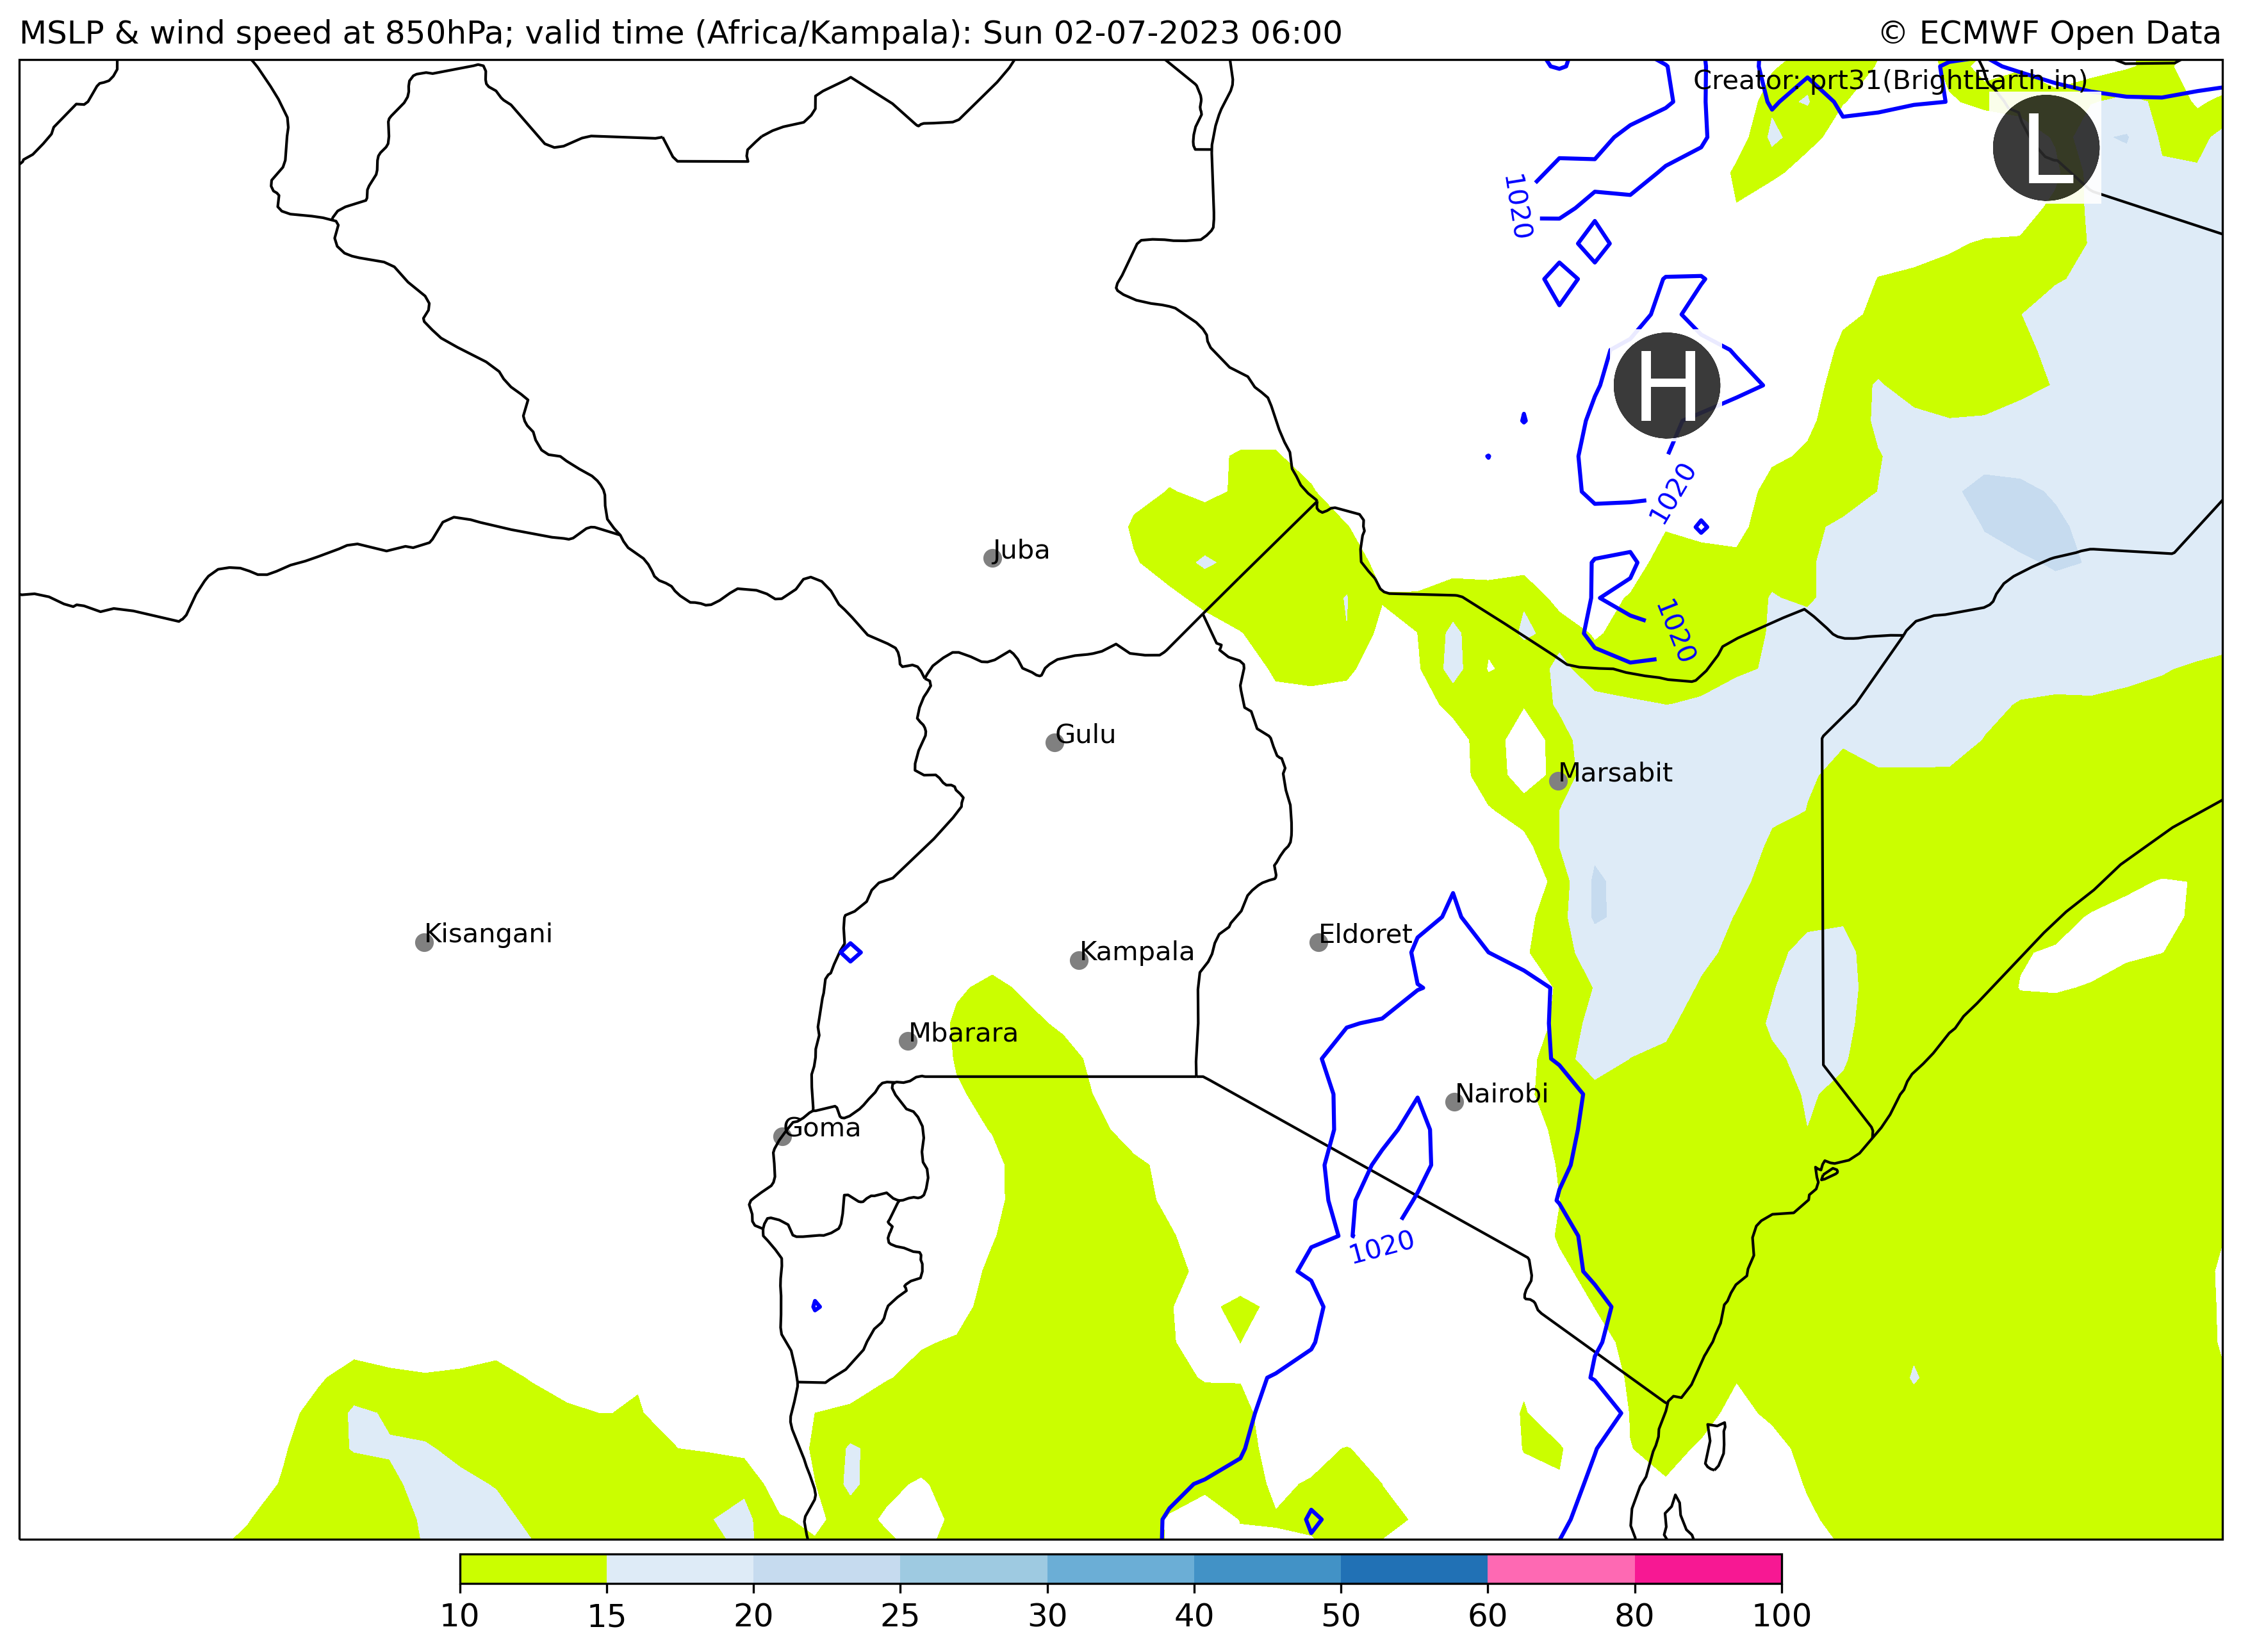 MSLP & wind speed at 850hPa; valid time (Africa/Kampala): Sun 02-07-2023 06:00
© ECMWF Open Data
Creator: prt31(BrightEarth.in)
L
1020
H
1020
Juba
1020
Gulu
Marsabit
Kisangani
Eldoret
Kampala
Mbarara
Nairobi
Goma
1020
10 15 20 25 30 40 50 60 80 100